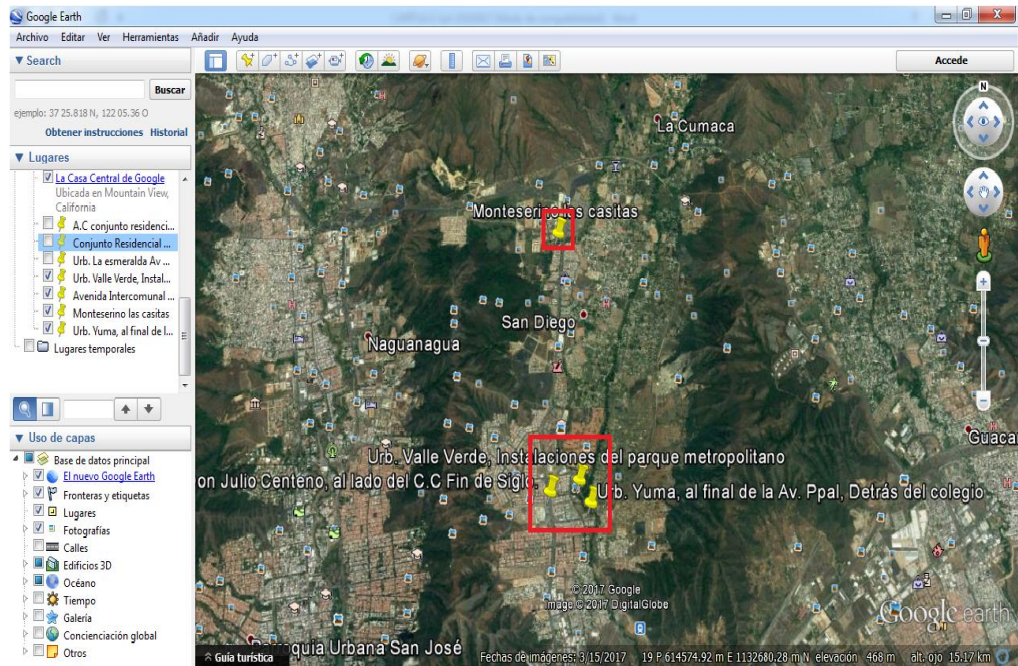 Google Earth
Archivo Editar Ver Herramientas Añadir Ayuda
▼ Search
Buscar
ejemplo: 37 25.818 N, 122 05.36 O
Obtener instrucciones Historial
▼ Lugares
La Casa Central de Google
Ubicada en Mountain View,
California
A.C conjunto residenci...
Conjunto Residencial ...
Urb. La esmeralda Av ...
Urb. Valle Verde, Instal...
Avenida Intercomunal ...
Monteserino las casitas
Urb. Yuma, al final de l...
Lugares temporales
▼ Uso de capas
Base de datos principal
El nuevo Google Earth
Fronteras y etiquetas
Lugares
Fotografías
Calles
Edificios 3D
Océano
Tiempo
Galería
Concienciación global
Otros
Accede
N
La Cumaca
Monteserino las casitas
San Diego
Naguanagua
Guaca
Urb. Valle Verde, Instalaciones del parque metropolitano
on Julio Centeno, al lado del C.C Fin de Siglo.
Urb. Yuma, al final de la Av. Ppal, Detrás del colegio
© 2017 Google
Image © 2017 DigitalGlobe
Google earth
quia Urbana San José
Guía turística
Fechas de imágenes: 3/15/2017 19 P 614574.92 m E 1132680.28 m N elevación 468 m alt. ojo 15.17 km